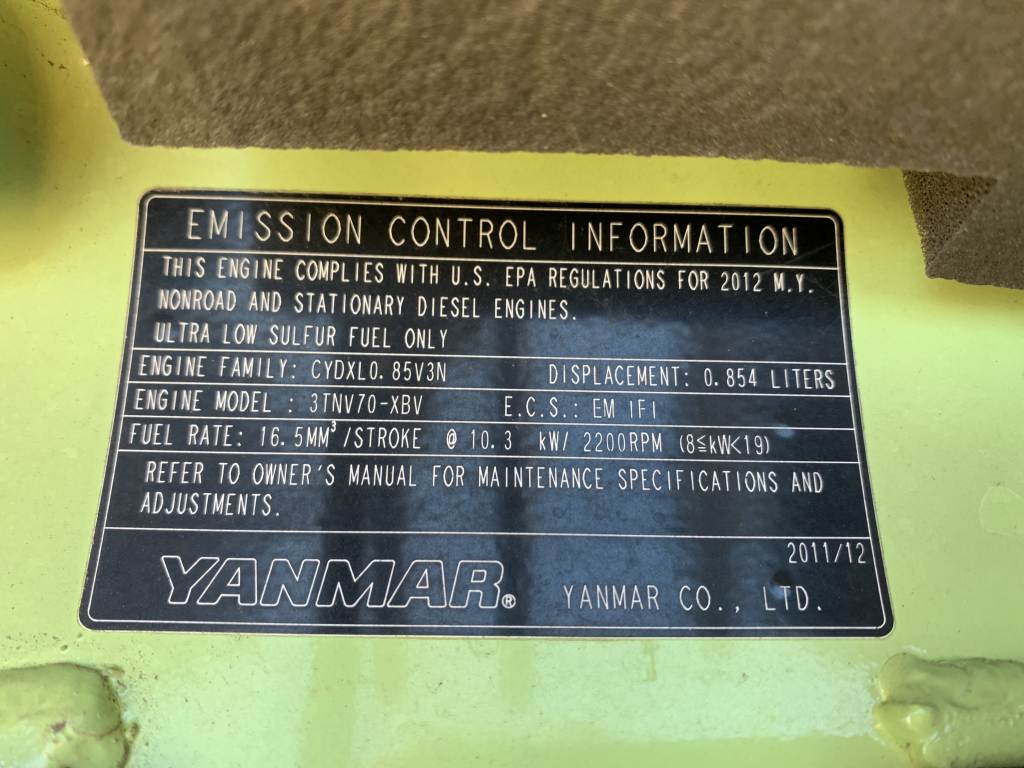 EMISSION CONTROL INFORMATION
THIS ENGINE COMPLIES WITH U.S. EPA REGULATIONS FOR 2012 M.Y.
NONROAD AND STATIONARY DIESEL ENGINES.
ULTRA LOW SULFUR FUEL ONLY
ENGINE FAMILY: CYDXL0.85V3N DISPLACEMENT: 0.854 LITERS
ENGINE MODEL : 3TNV70-XBV E.C.S.: EM IFI
FUEL RATE: 16.5MM³/STROKE @ 10.3 kW/ 2200RPM (8≦kW<19)
REFER TO OWNER'S MANUAL FOR MAINTENANCE SPECIFICATIONS AND
ADJUSTMENTS.
2011/12
YANMAR® YANMAR CO., LTD.